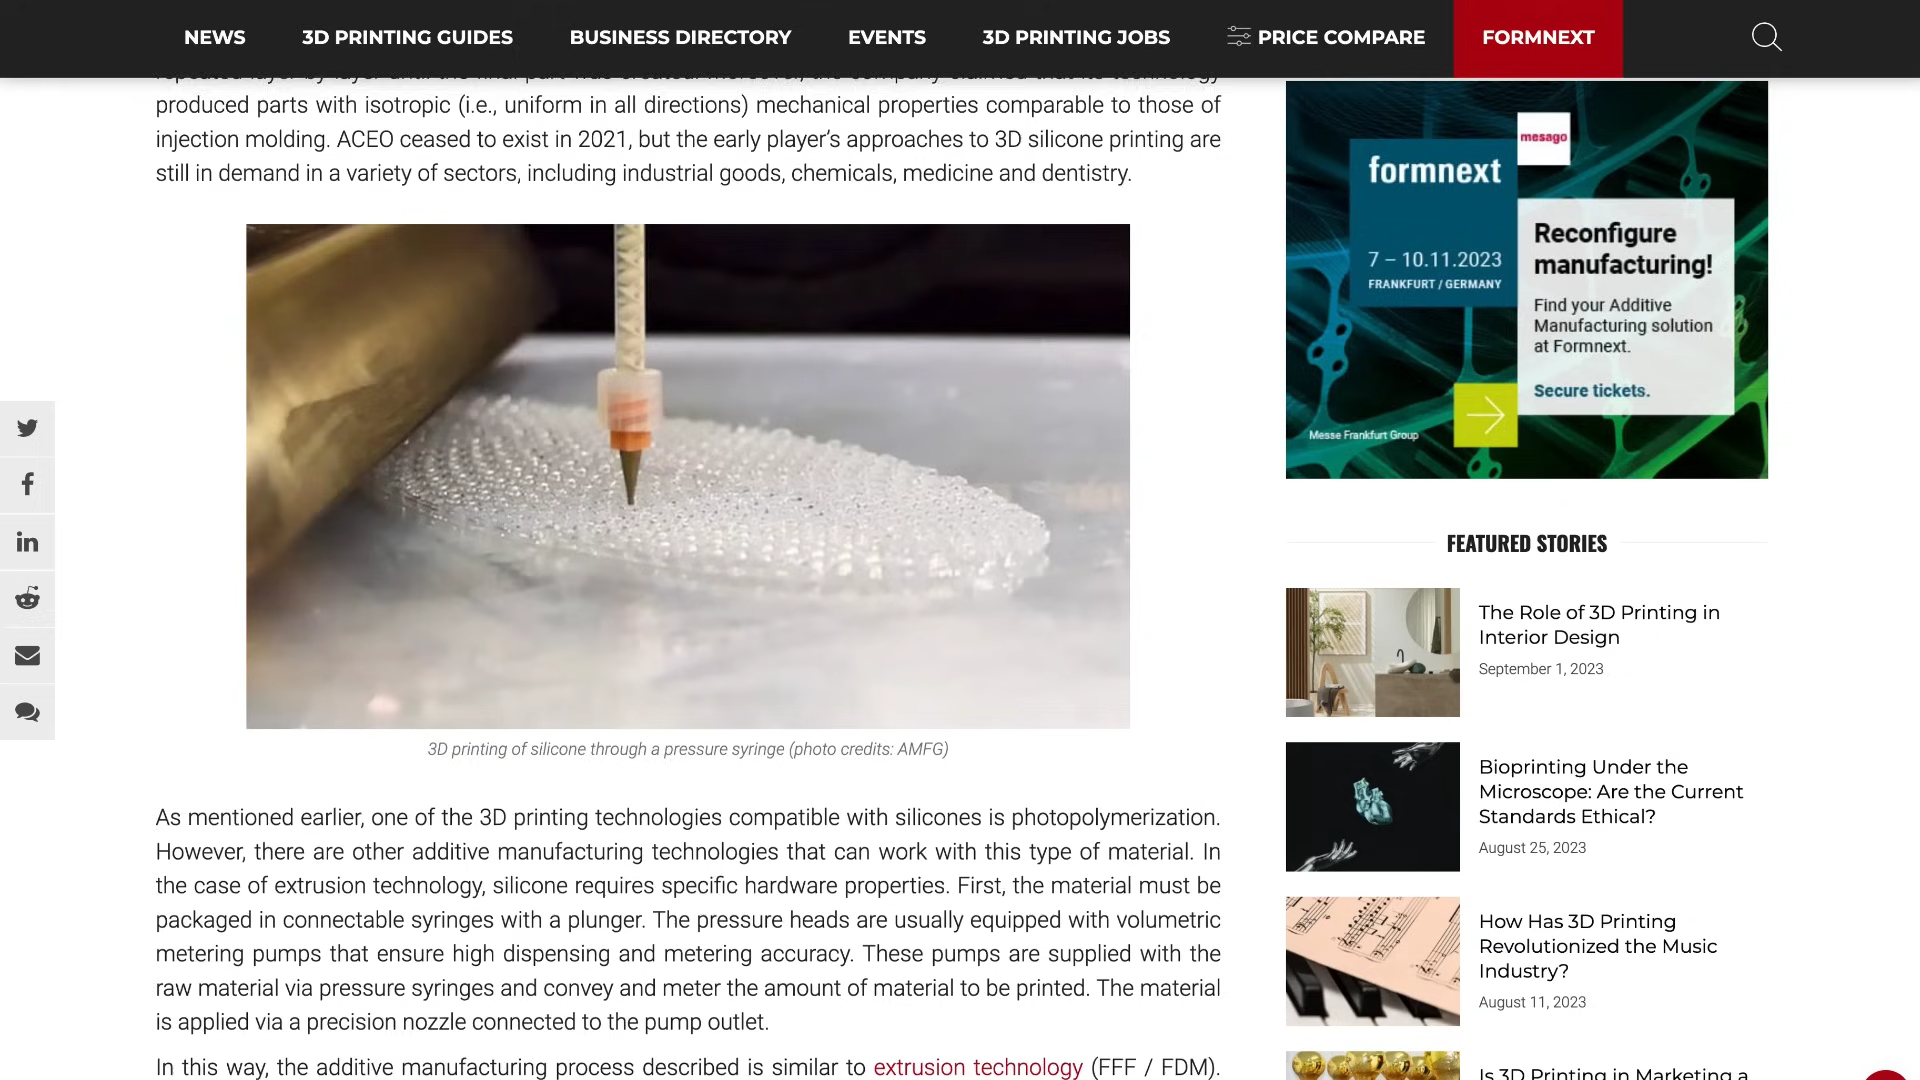 NEWS
3D PRINTING GUIDES
BUSINESS DIRECTORY
EVENTS
3D PRINTING JOBS
PRICE COMPARE
FORMNEXT
repeated layer by layer until the final part was created. Moreover, the company claimed that its technology
produced parts with isotropic (i.e., uniform in all directions) mechanical properties comparable to those of
injection molding. ACEO ceased to exist in 2021, but the early player’s approaches to 3D silicone printing are
still in demand in a variety of sectors, including industrial goods, chemicals, medicine and dentistry.
3D printing of silicone through a pressure syringe (photo credits: AMFG)
As mentioned earlier, one of the 3D printing technologies compatible with silicones is photopolymerization.
However, there are other additive manufacturing technologies that can work with this type of material. In
the case of extrusion technology, silicone requires specific hardware properties. First, the material must be
packaged in connectable syringes with a plunger. The pressure heads are usually equipped with volumetric
metering pumps that ensure high dispensing and metering accuracy. These pumps are supplied with the
raw material via pressure syringes and convey and meter the amount of material to be printed. The material
is applied via a precision nozzle connected to the pump outlet.
In this way, the additive manufacturing process described is similar to extrusion technology (FFF / FDM).
mesago
formnext
7 – 10.11.2023
FRANKFURT / GERMANY
Reconfigure
manufacturing!
Find your Additive
Manufacturing solution
at Formnext.
Secure tickets.
Messe Frankfurt Group
FEATURED STORIES
The Role of 3D Printing in
Interior Design
September 1, 2023
Bioprinting Under the
Microscope: Are the Current
Standards Ethical?
August 25, 2023
How Has 3D Printing
Revolutionized the Music
Industry?
August 11, 2023
Is 3D Printing in Marketing a